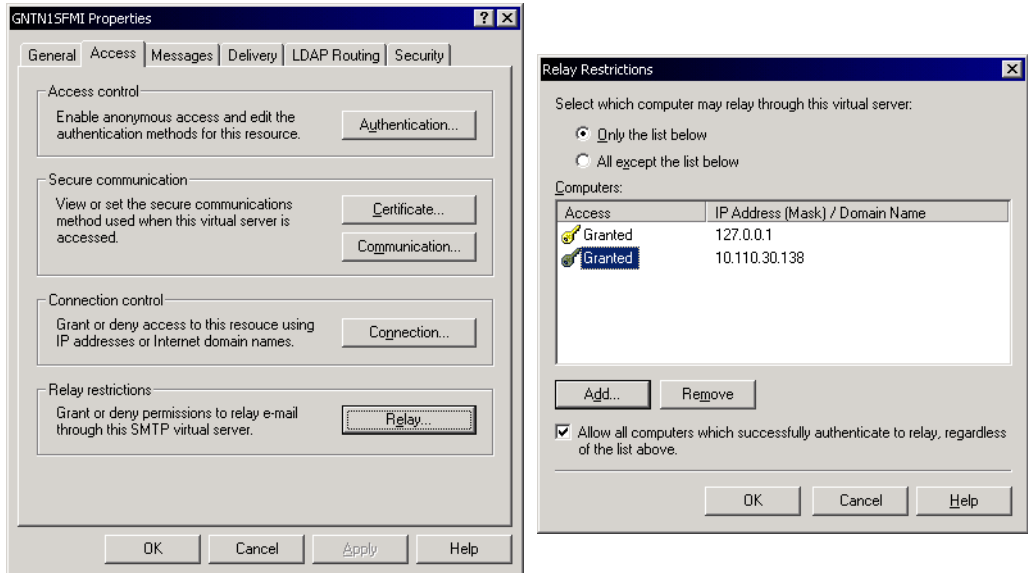 GNTN1SFMI Properties
General Access Messages Delivery LDAP Routing Security
Access control
Enable anonymous access and edit the
authentication methods for this resource.
Authentication...
Secure communication
View or set the secure communications
method used when this virtual server is
accessed.
Certificate...
Communication...
Connection control
Grant or deny access to this resouce using
IP addresses or Internet domain names.
Connection...
Relay restrictions
Grant or deny permissions to relay e-mail
through this SMTP virtual server.
Relay...
OK Cancel Apply Help
Relay Restrictions
Select which computer may relay through this virtual server:
Only the list below
All except the list below
Computers:
Access IP Address (Mask) / Domain Name
Granted 127.0.0.1
Granted 10.110.30.138
Add... Remove
Allow all computers which successfully authenticate to relay, regardless
of the list above.
OK Cancel Help